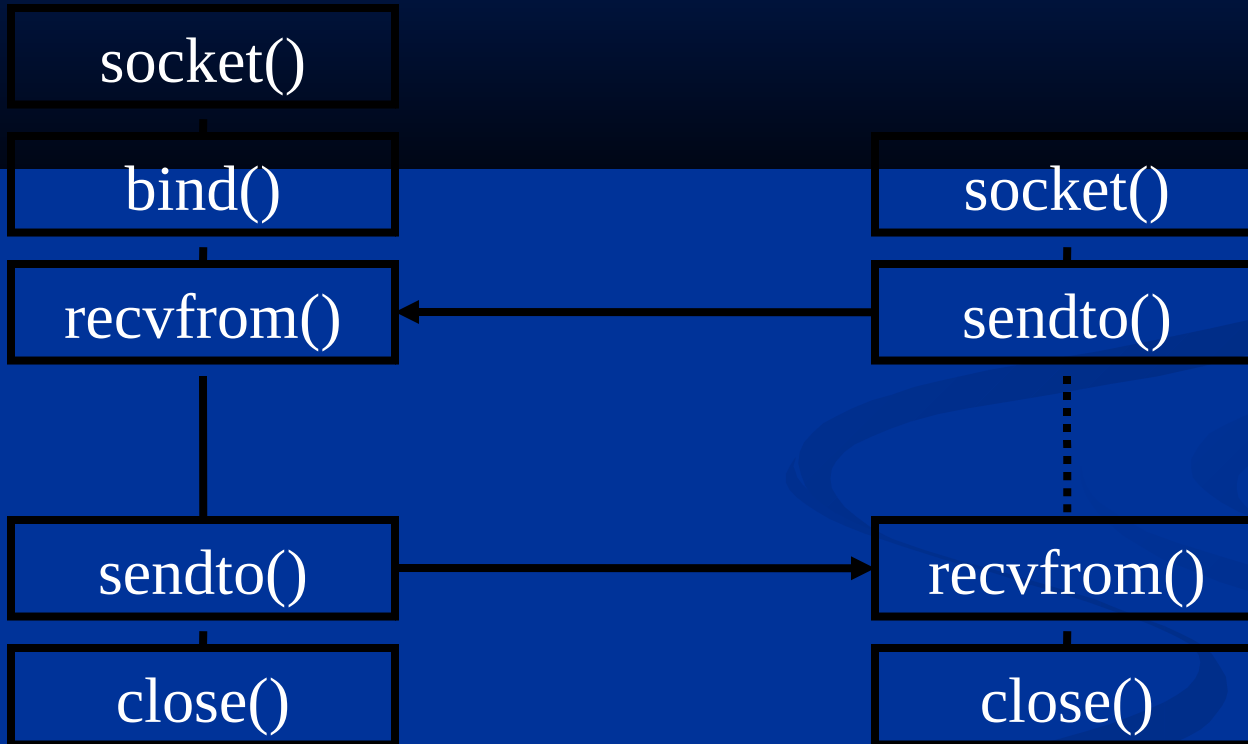 socket()
bind()
recvfrom()
sendto()
close()
socket()
sendto()
recvfrom()
close()